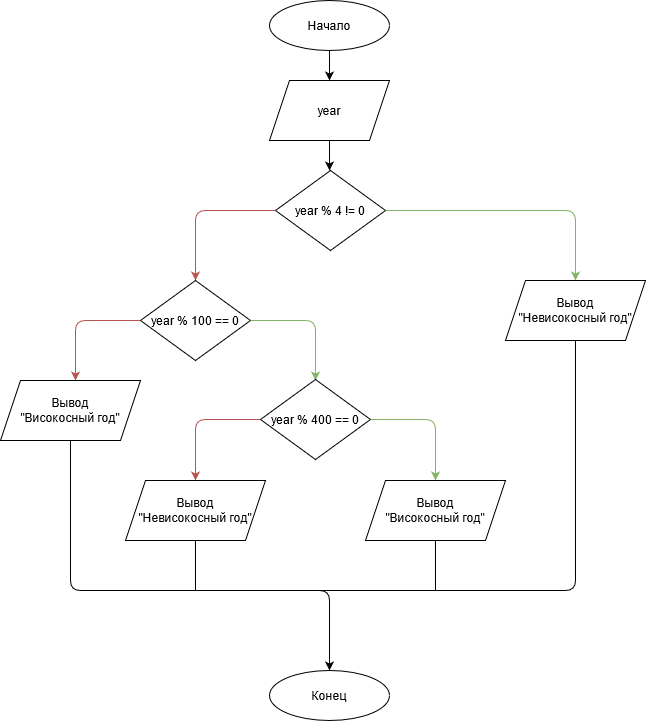 Начало
year
year % 4 != 0
Вывод
"Невисокосный год"
year % 100 == 0
Вывод
"Високосный год"
year % 400 == 0
Вывод
"Невисокосный год"
Вывод
"Високосный год"
Конец